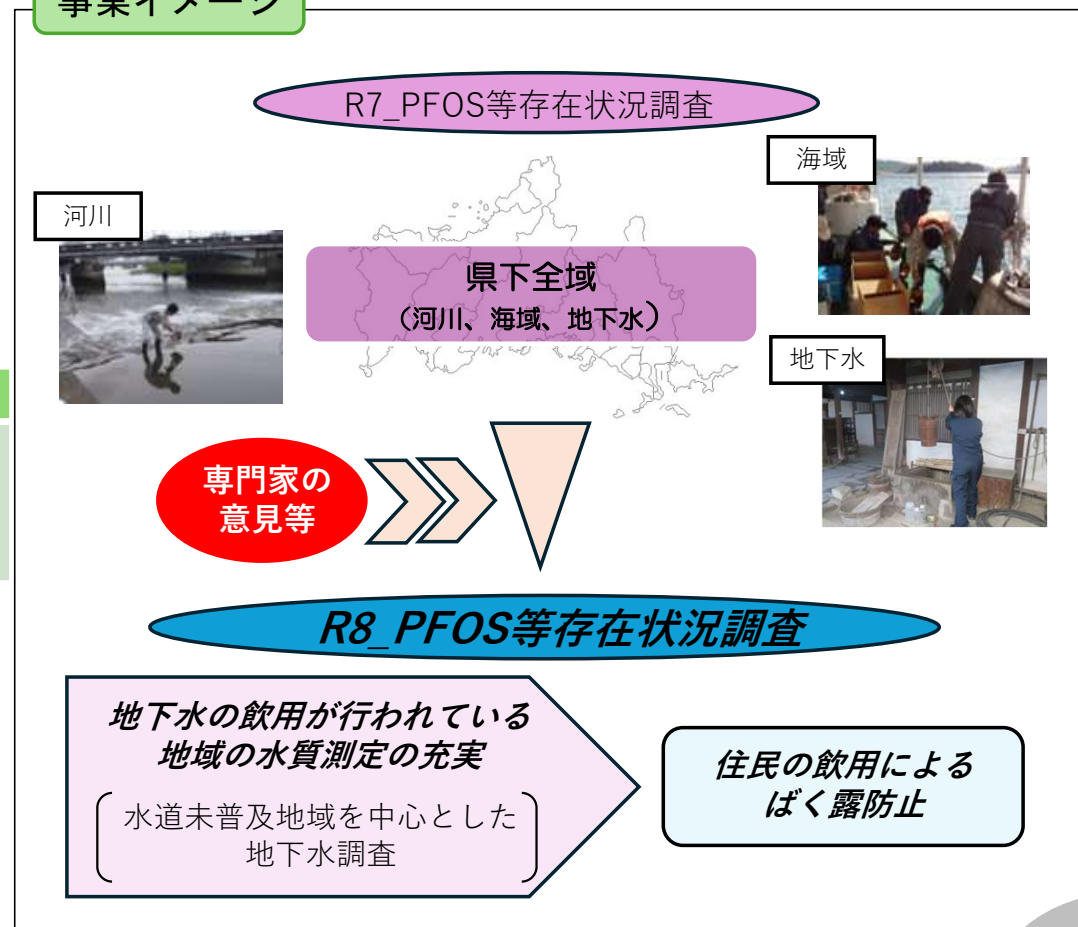 事業イメージ
R7_PFOS等存在状況調査
海域
河川
県下全域
（河川、海域、地下水）
地下水
専門家の
意見等
R8_PFOS等存在状況調査
地下水の飲用が行われている
地域の水質測定の充実
水道未普及地域を中心とした
地下水調査
住民の飲用による
ばく露防止